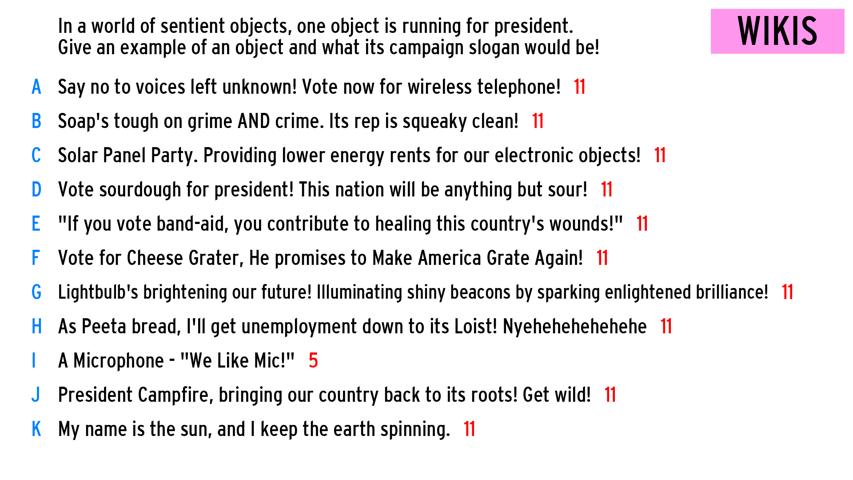 In a world of sentient objects, one object is running for president.
Give an example of an object and what its campaign slogan would be!
WIKIS
A Say no to voices left unknown! Vote now for wireless telephone! 11
B Soap's tough on grime AND crime. Its rep is squeaky clean! 11
C Solar Panel Party. Providing lower energy rents for our electronic objects! 11
D Vote sourdough for president! This nation will be anything but sour! 11
E "If you vote band-aid, you contribute to healing this country's wounds!" 11
F Vote for Cheese Grater, He promises to Make America Grate Again! 11
G Lightbulb's brightening our future! Illuminating shiny beacons by sparking enlightened brilliance! 11
H As Peeta bread, I'll get unemployment down to its Loist! Nyehehehehehehe 11
I A Microphone - "We Like Mic!" 5
J President Campfire, bringing our country back to its roots! Get wild! 11
K My name is the sun, and I keep the earth spinning. 11